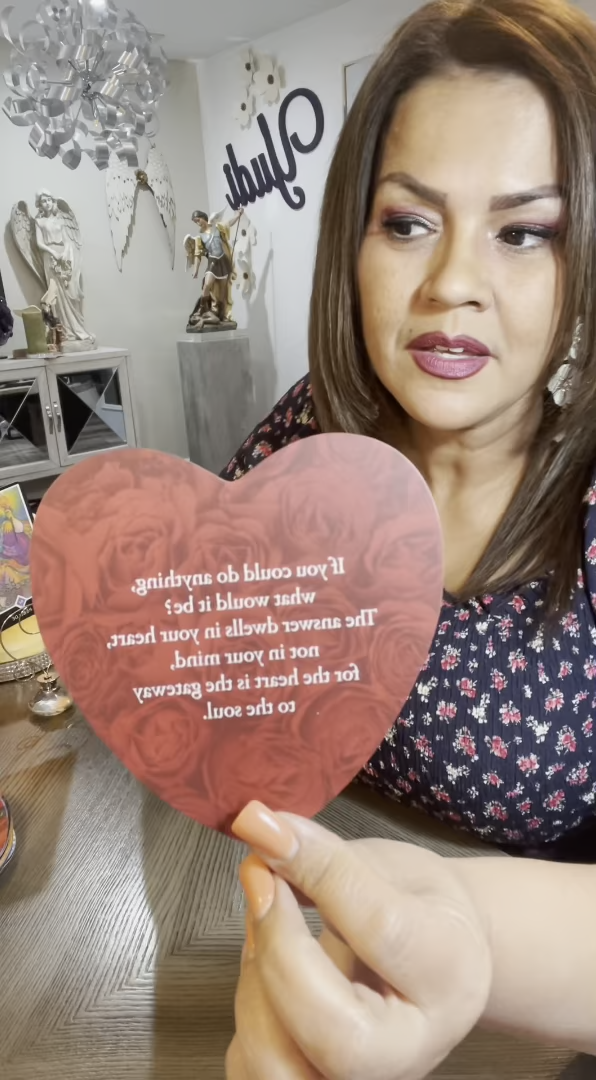 Yudi
If you could do anything,
what would it be?
The answer dwells in your heart,
not in your mind,
for the heart is the gateway
to the soul.